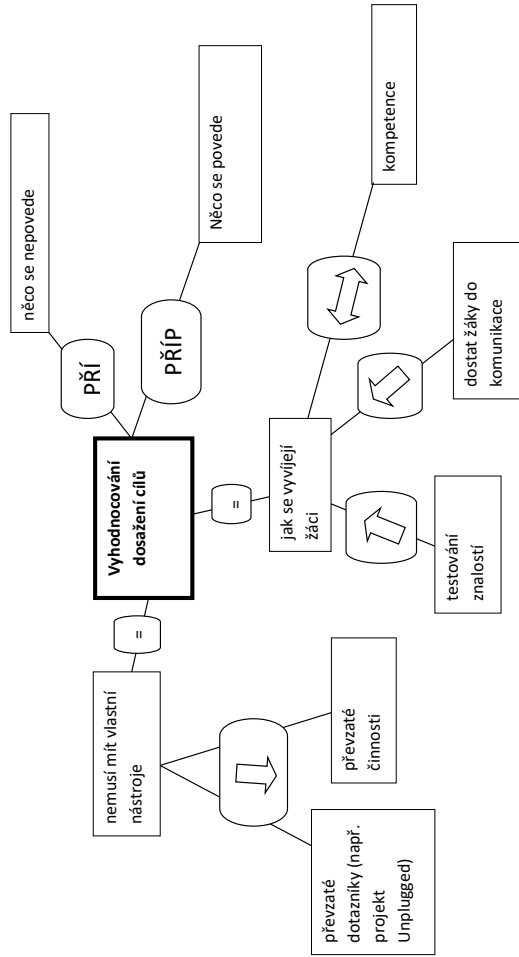 něco se nepovede
PŘÍ
Něco se povede
PŘÍP
Vyhodnocování
dosažení cílů
=
=
nemusí mít vlastní
nástroje
jak se vyvíjejí
žáci
kompetence
převzaté
dotazníky (např.
projekt
Unplugged)
převzaté
činnosti
testování
znalostí
dostat žáky do
komunikace